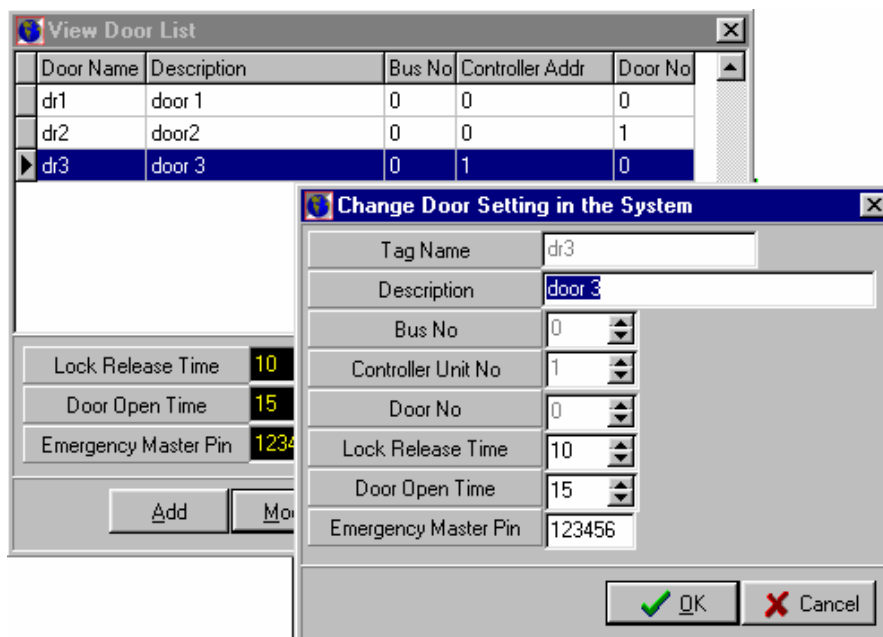 View Door List
Door Name Description Bus No Controller Addr Door No
dr1 door 1 0 0 0
dr2 door2 0 0 1
dr3 door 3 0 1 0
Lock Release Time 10
Door Open Time 15
Emergency Master Pin 1234
Add
Change Door Setting in the System
Tag Name dr3
Description door 3
Bus No 0
Controller Unit No 1
Door No 0
Lock Release Time 10
Door Open Time 15
Emergency Master Pin 123456
OK Cancel